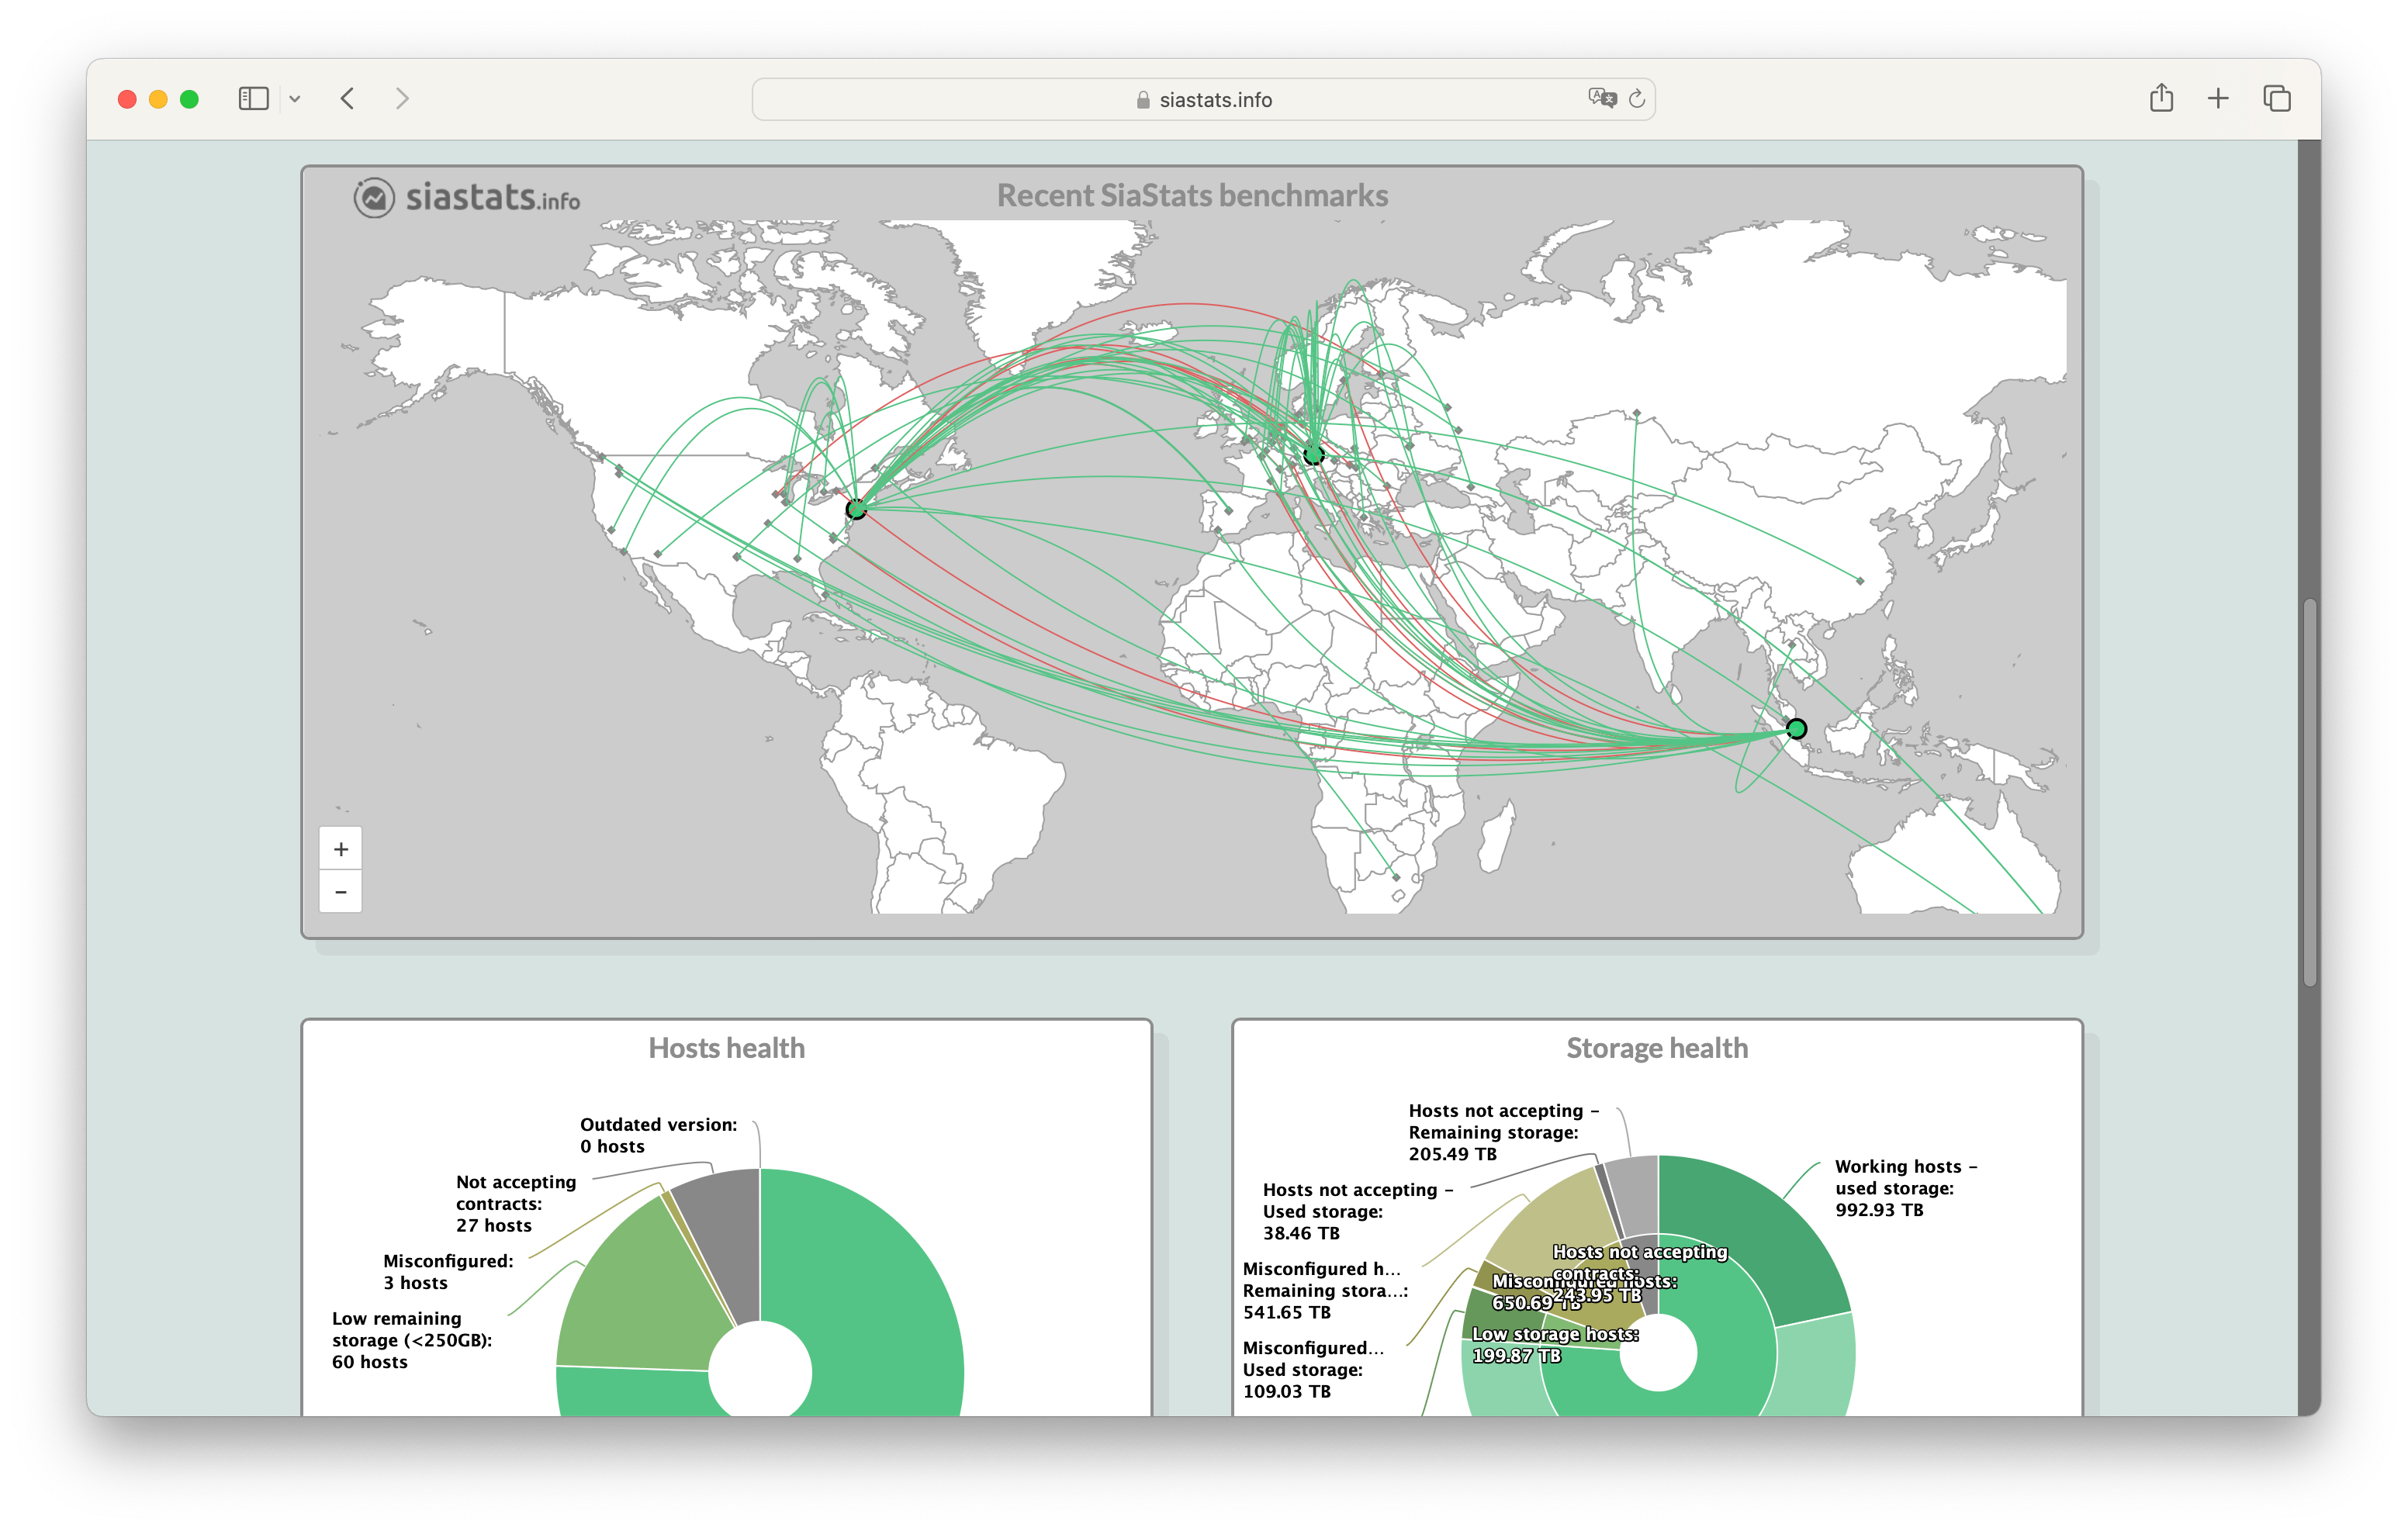 siastats.info
siastats.info
Recent SiaStats benchmarks
+
−
Hosts health
Outdated version:
0 hosts
Not accepting
contracts:
27 hosts
Misconfigured:
3 hosts
Low remaining
storage (<250GB):
60 hosts
Storage health
Hosts not accepting –
Remaining storage:
205.49 TB
Working hosts –
used storage:
992.93 TB
Hosts not accepting –
Used storage:
38.46 TB
Misconfigured h...
Remaining stora...:
541.65 TB
Misconfigured...
Used storage:
109.03 TB
Hosts not accepting
contracts:
243.95 TB
Misconfigured hosts:
650.69 TB
Low storage hosts:
199.87 TB